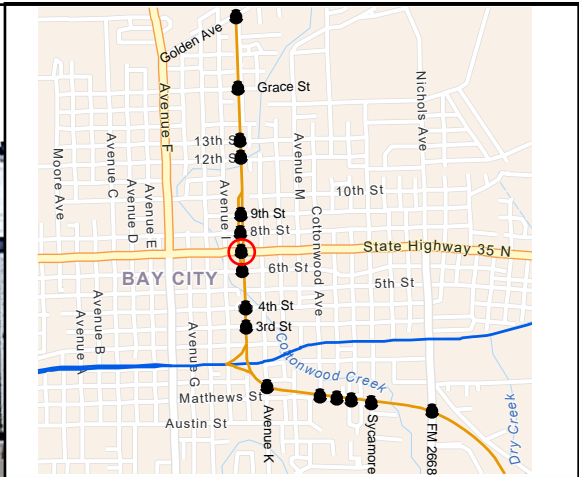 Golden Ave
Grace St
Nichols Ave
Avenue F
13th S
12th S
Avenue M
Avenue C
Moore Ave
Avenue D
Avenue E
Avenue I
10th St
9th St
8th St
Cottonwood Ave
State Highway 35 N
BAY CITY
6th St
5th St
4th St
3rd St
Avenue B
Avenue A
Avenue G
Cottonwood Creek
Matthews St
Austin St
Avenue K
Sycamore
FM 2668
Dry Creek